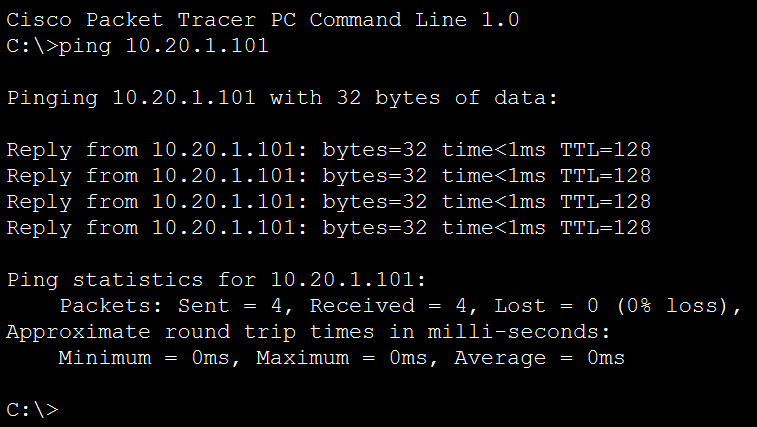 Cisco Packet Tracer PC Command Line 1.0
C:\>ping 10.20.1.101
Pinging 10.20.1.101 with 32 bytes of data:
Reply from 10.20.1.101: bytes=32 time<1ms TTL=128
Reply from 10.20.1.101: bytes=32 time<1ms TTL=128
Reply from 10.20.1.101: bytes=32 time<1ms TTL=128
Reply from 10.20.1.101: bytes=32 time<1ms TTL=128
Ping statistics for 10.20.1.101:
    Packets: Sent = 4, Received = 4, Lost = 0 (0% loss),
Approximate round trip times in milli-seconds:
    Minimum = 0ms, Maximum = 0ms, Average = 0ms
C:\>